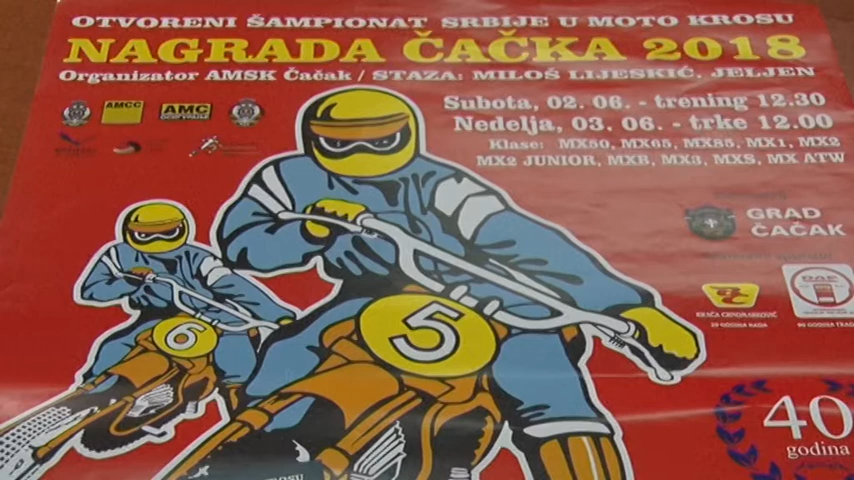 OTVORENI ŠAMPIONAT SRBIJE U MOTO KROSU
NAGRADA ČAČKA 2018
Organizator AMSK Čačak / STAZA: MILOŠ LIJESKIĆ, JELJEN
Subota, 02. 06. - trening 12.30
Nedelja, 03. 06. - trke 12.00
Klase: MX50, MX65, MX85, MX1, MX2
MX2 JUNIOR, MXB, MX3, MXS, MX ATW
AMCC
AMC
GRAD
ČAČAK
5
6
40
godina